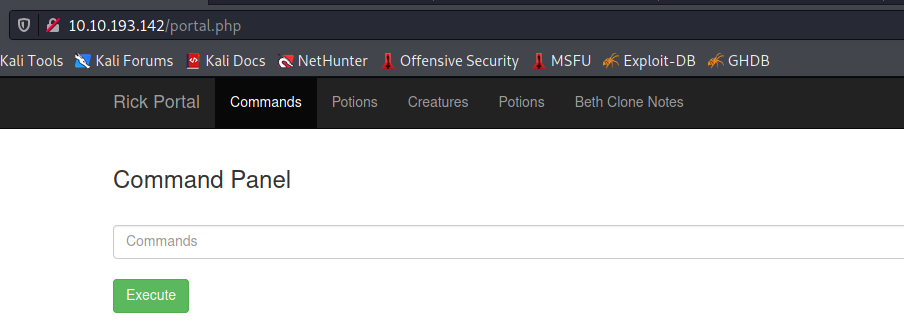 10.10.193.142/portal.php
Kali Tools Kali Forums Kali Docs NetHunter Offensive Security MSFU Exploit-DB GHDB
Rick Portal Commands Potions Creatures Potions Beth Clone Notes
Command Panel
Commands
Execute